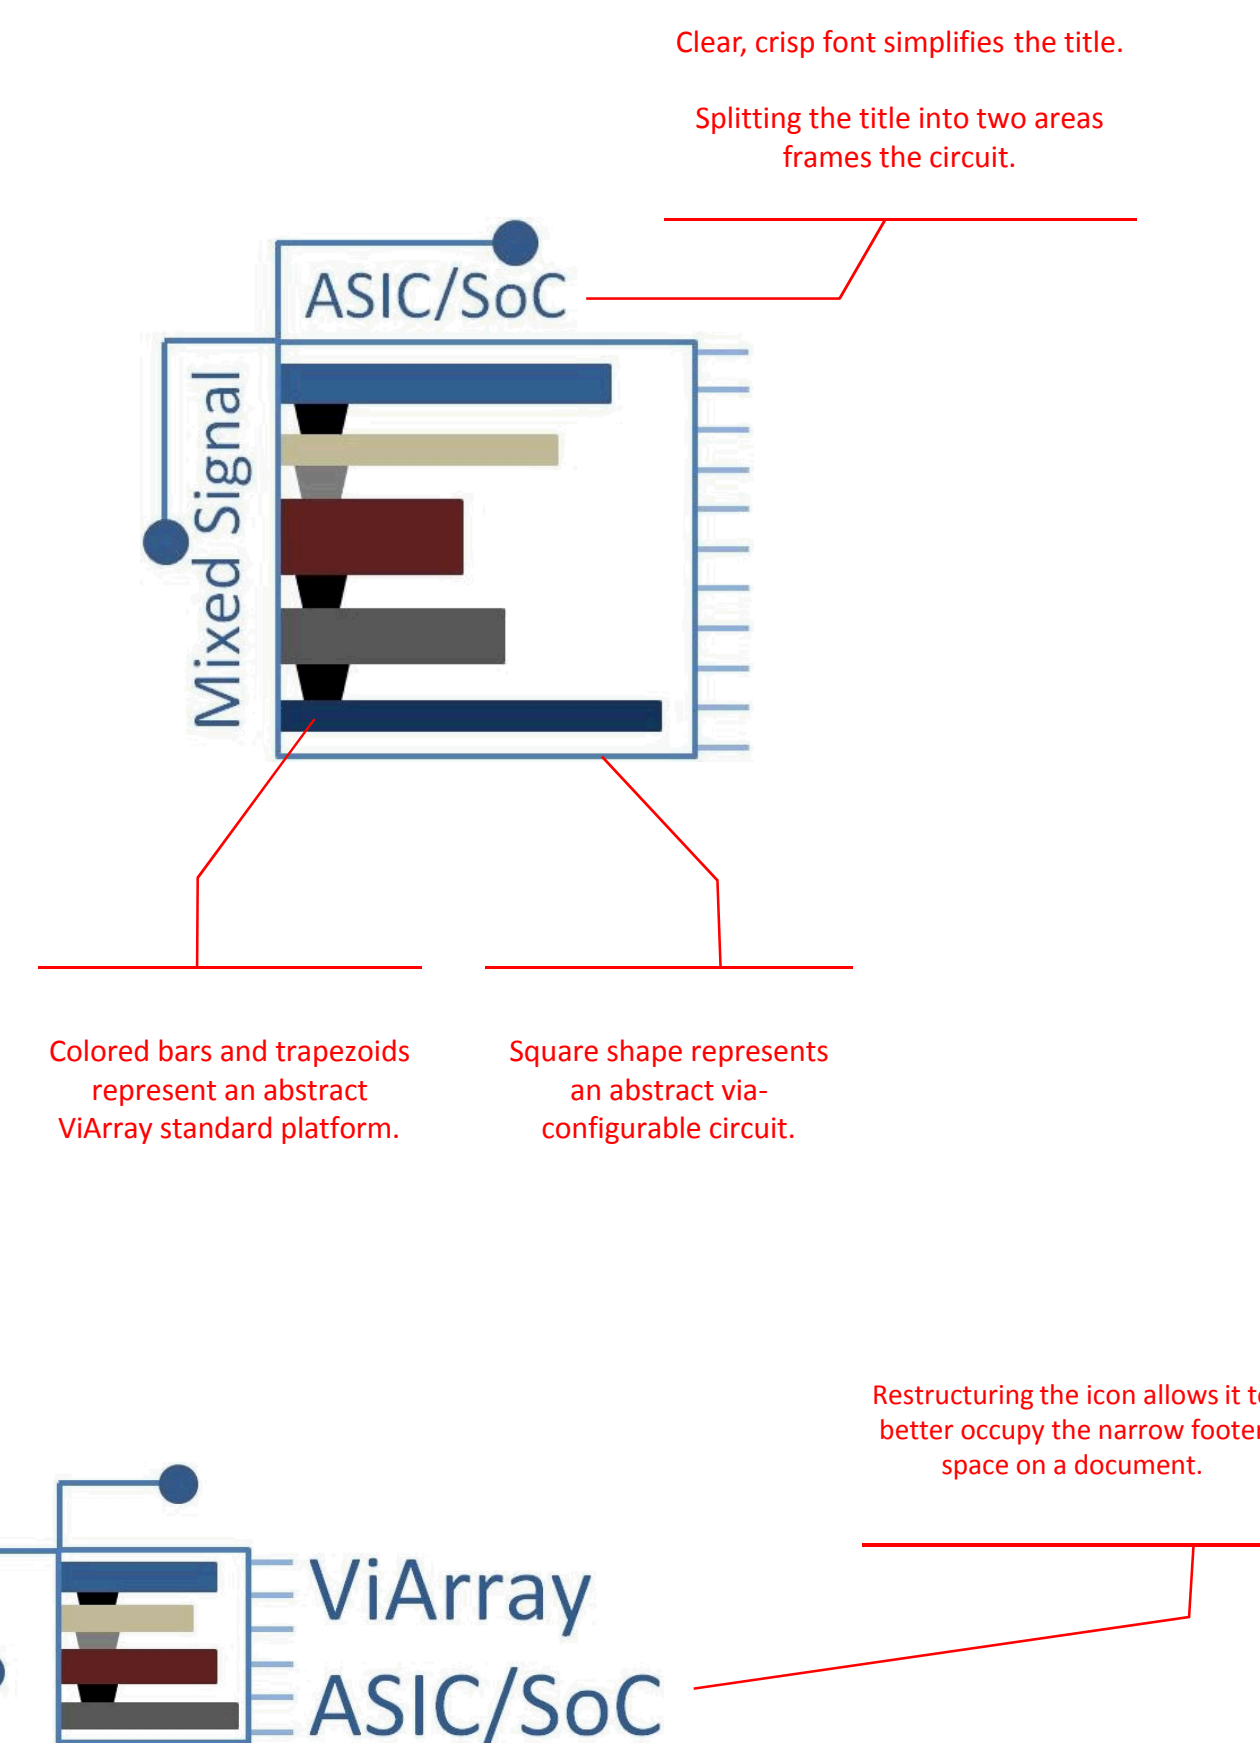 Clear, crisp font simplifies the title.
Splitting the title into two areas
frames the circuit.
ASIC/SoC
Mixed Signal
Colored bars and trapezoids
represent an abstract
ViArray standard platform.
Square shape represents
an abstract via-
configurable circuit.
Restructuring the icon allows it to
better occupy the narrow footer
space on a document.
ViArray
ASIC/SoC